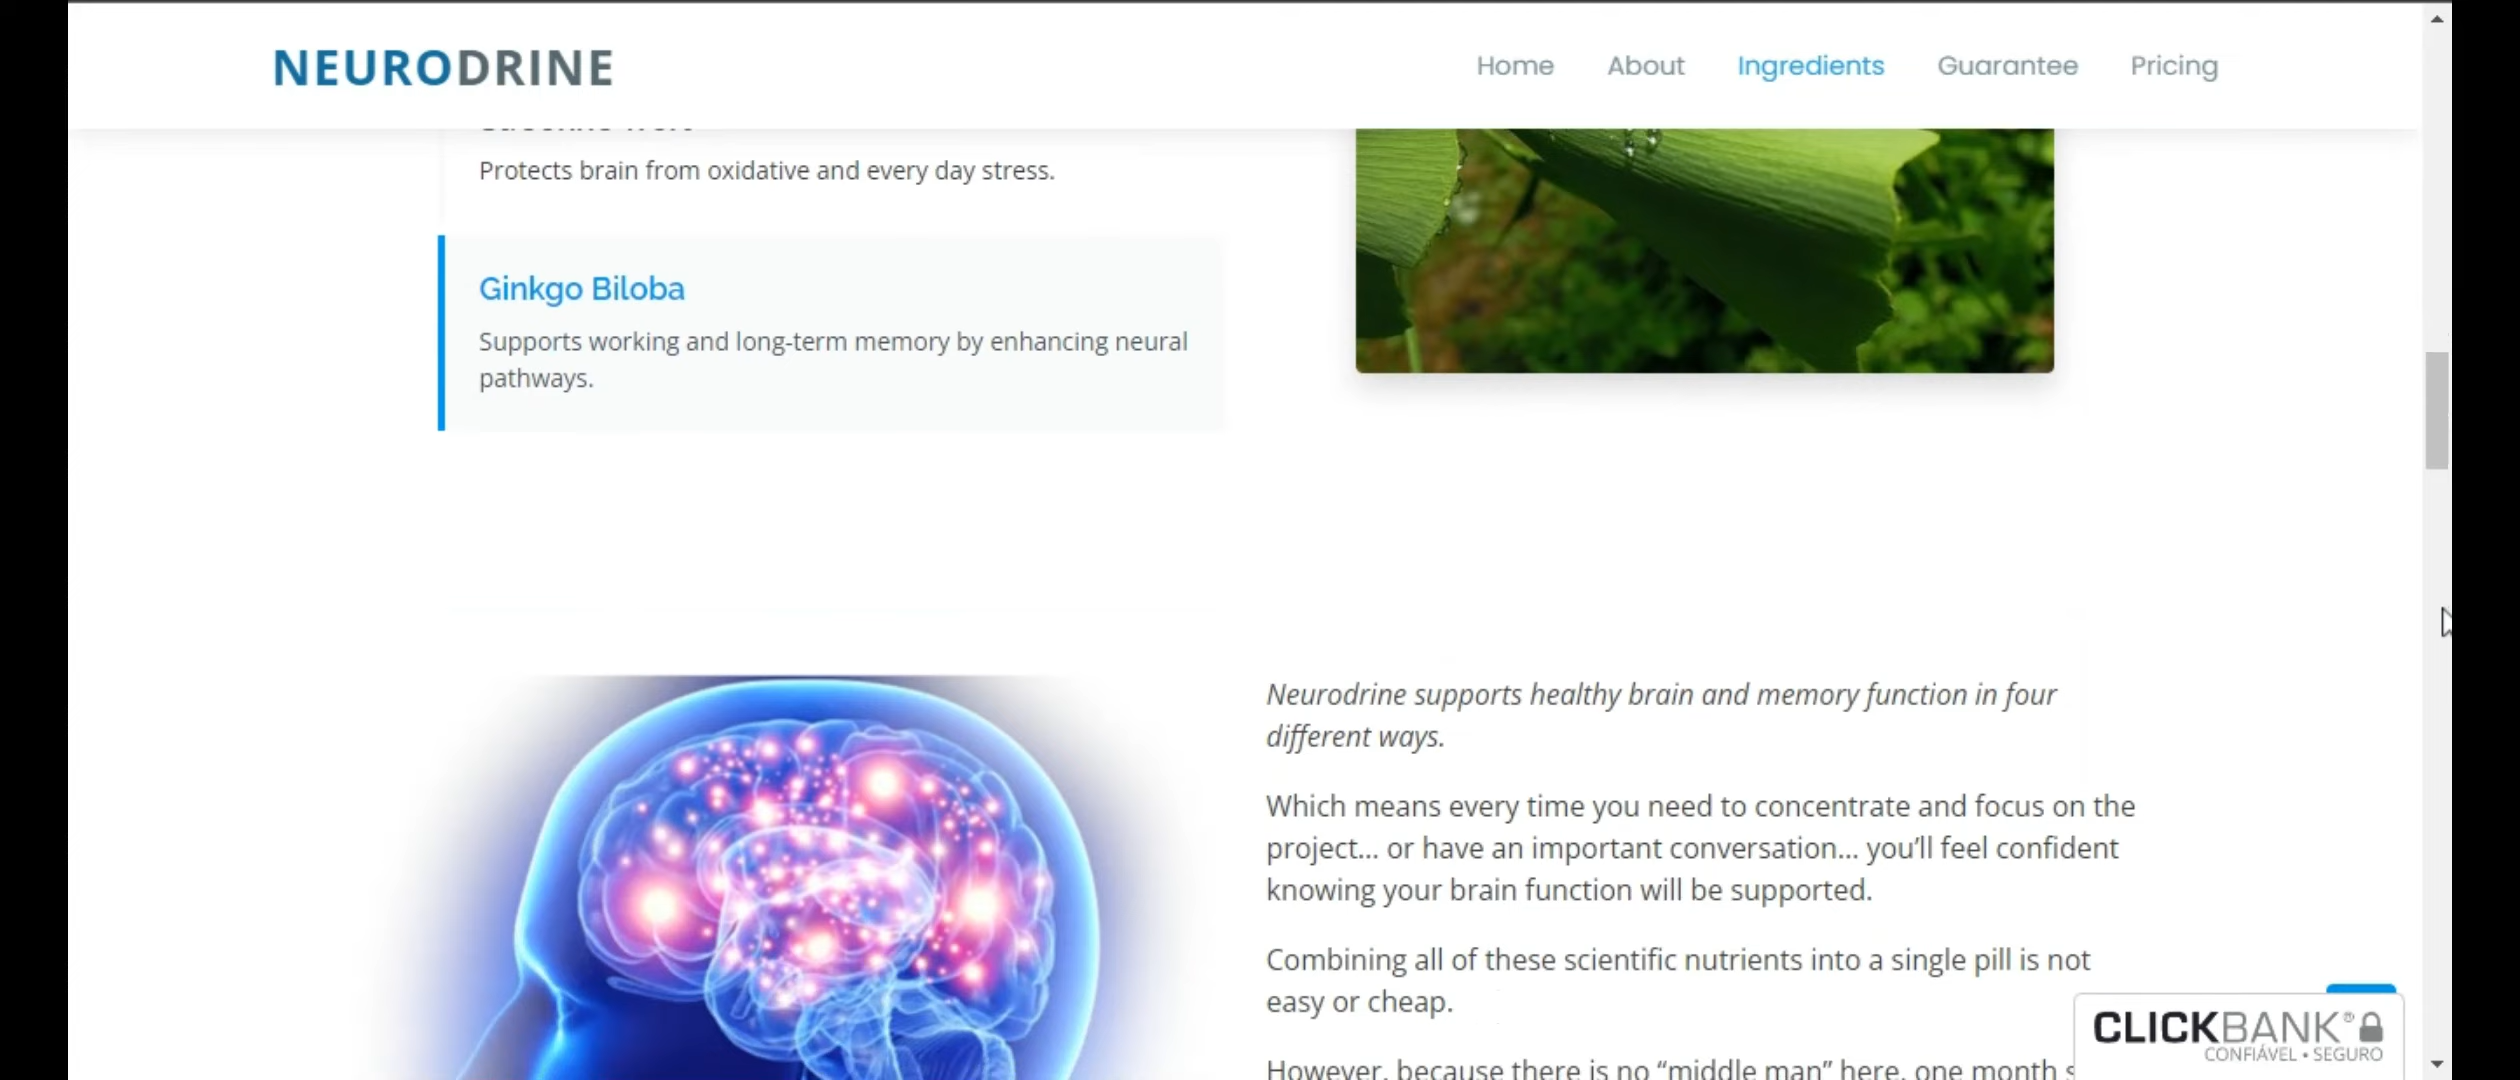 NEURODRINE
Home About Ingredients Guarantee Pricing
Protects brain from oxidative and every day stress.
Ginkgo Biloba
Supports working and long-term memory by enhancing neural
pathways.
Neurodrine supports healthy brain and memory function in four
different ways.
Which means every time you need to concentrate and focus on the
project... or have an important conversation... you'll feel confident
knowing your brain function will be supported.
Combining all of these scientific nutrients into a single pill is not
easy or cheap.
However, because there is no “middle man” here, one month
CLICKBANK®
CONFIÁVEL • SEGURO